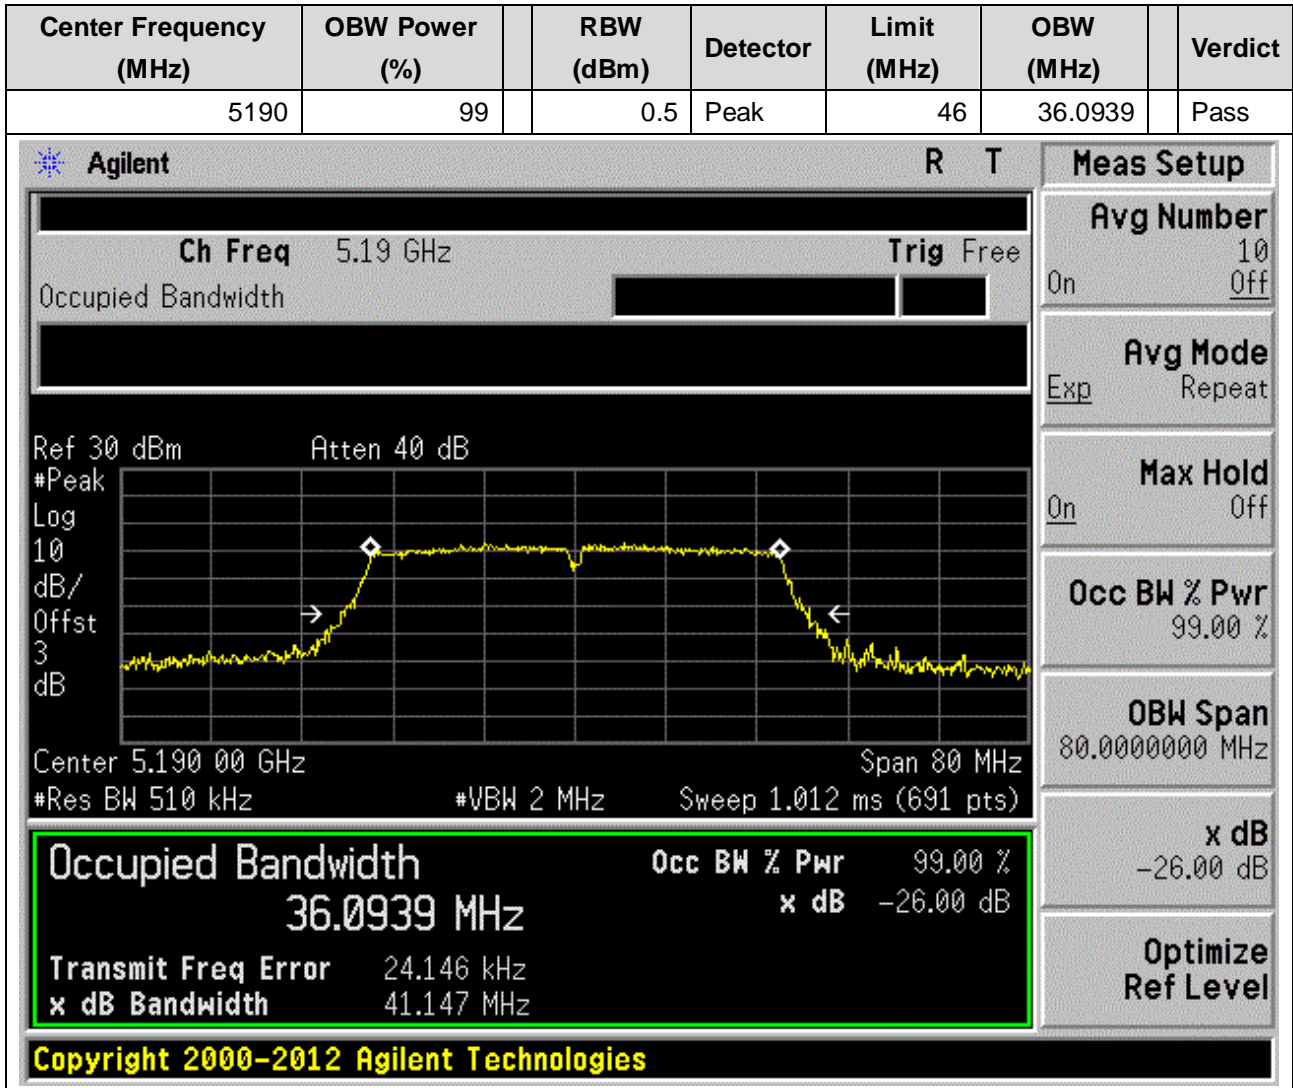 Center Frequency (MHz) OBW Power (%) RBW (dBm) Detector Limit (MHz) OBW (MHz) Verdict
5190 99 0.5 Peak 46 36.0939 Pass
Agilent R T
Ch Freq 5.19 GHz Trig Free
Occupied Bandwidth
Ref 30 dBm Atten 40 dB
#Peak
Log
10
dB/
Offst
3
dB
Center 5.190 00 GHz Span 80 MHz
#Res BW 510 kHz #VBW 2 MHz Sweep 1.012 ms (691 pts)
Occupied Bandwidth
36.0939 MHz
Occ BW % Pwr 99.00 %
x dB -26.00 dB
Transmit Freq Error 24.146 kHz
x dB Bandwidth 41.147 MHz
Copyright 2000-2012 Agilent Technologies
Meas Setup
Avg Number
10
On Off
Avg Mode
Exp Repeat
Max Hold
On Off
Occ BW % Pwr
99.00 %
OBW Span
80.0000000 MHz
x dB
-26.00 dB
Optimize
Ref Level